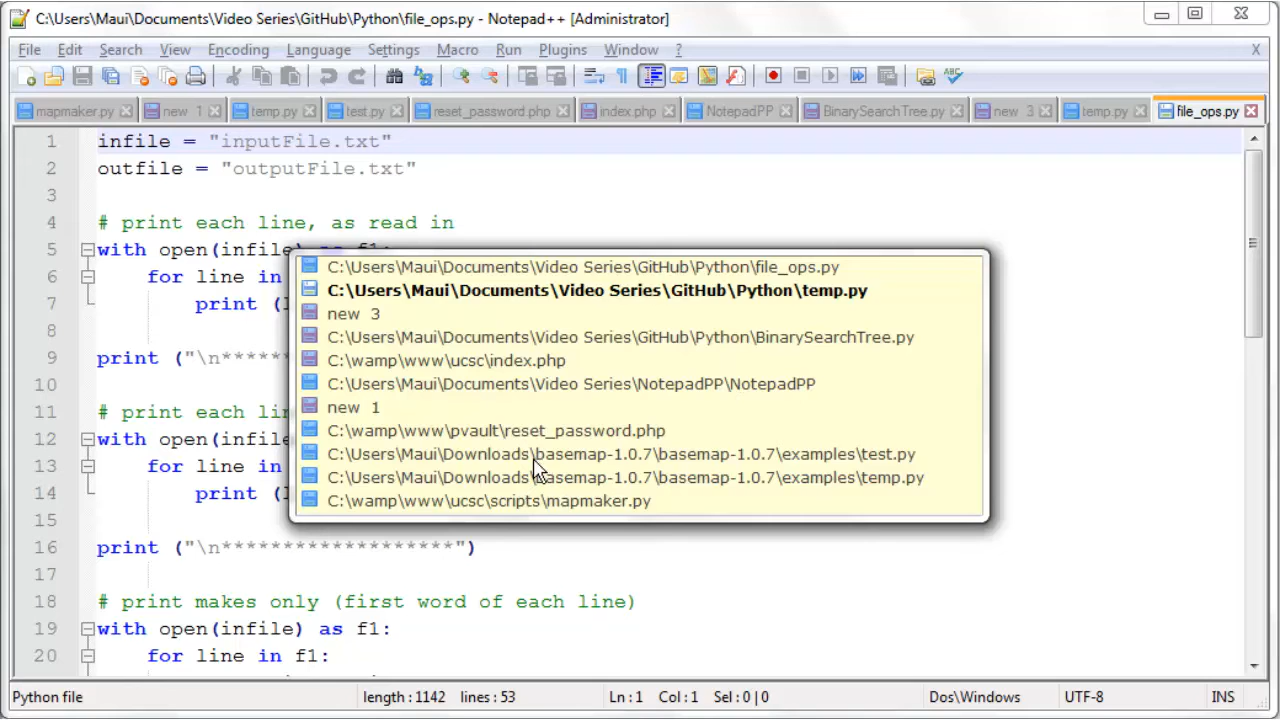 C:\Users\Maui\Documents\Video Series\GitHub\Python\file_ops.py - Notepad++ [Administrator]
File Edit Search View Encoding Language Settings Macro Run Plugins Window ? X
mapmaker.py new 1 temp.py test.py reset_password.php index.php NotepadPP BinarySearchTree.py new 3 temp.py file_ops.py
1 infile = "inputFile.txt"
2 outfile = "outputFile.txt"
3
4 # print each line, as read in
5 with open(infile) as f1:
6 for line in
7 print (
8
9 print ("\n******
10
11 # print each
12 with open(infile
13 for line in
14 print (
15
16 print ("\n*******************")
17
18 # print makes only (first word of each line)
19 with open(infile) as f1:
20 for line in f1:
C:\Users\Maui\Documents\Video Series\GitHub\Python\file_ops.py
C:\Users\Maui\Documents\Video Series\GitHub\Python\temp.py
new 3
C:\Users\Maui\Documents\Video Series\GitHub\Python\BinarySearchTree.py
C:\wamp\www\ucsc\index.php
C:\Users\Maui\Documents\Video Series\NotepadPP\NotepadPP
new 1
C:\wamp\www\pvault\reset_password.php
C:\Users\Maui\Downloads\basemap-1.0.7\basemap-1.0.7\examples\test.py
C:\Users\Maui\Downloads\basemap-1.0.7\basemap-1.0.7\examples\temp.py
C:\wamp\www\ucsc\scripts\mapmaker.py
Python file length : 1142 lines : 53 Ln : 1 Col : 1 Sel : 0 | 0 Dos\Windows UTF-8 INS